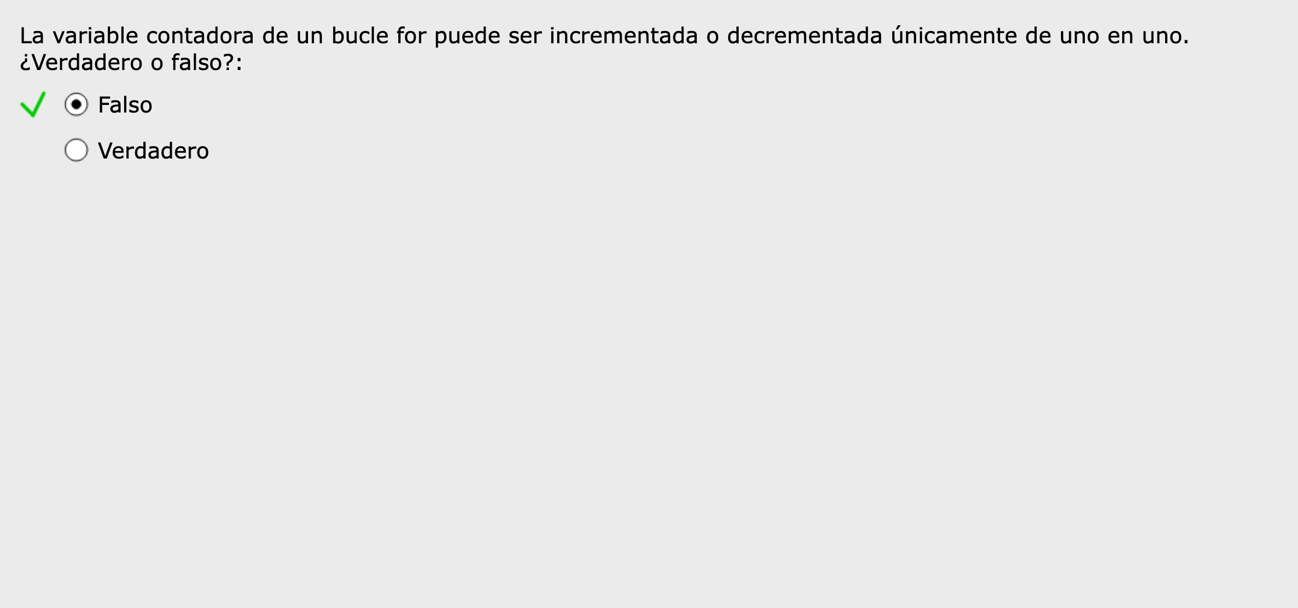 La variable contadora de un bucle for puede ser incrementada o decrementada únicamente de uno en uno.
¿Verdadero o falso?:
Falso
Verdadero